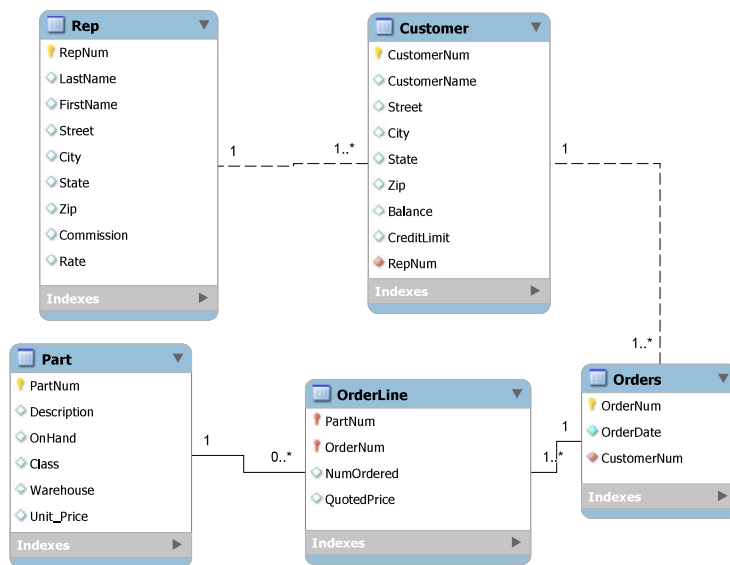 Rep
RepNum
LastName
FirstName
Street
City
State
Zip
Commission
Rate
Indexes
1
1..*
Customer
CustomerNum
CustomerName
Street
City
State
Zip
Balance
CreditLimit
RepNum
Indexes
1
1..*
Part
PartNum
Description
OnHand
Class
Warehouse
Unit_Price
Indexes
1
0..*
OrderLine
PartNum
OrderNum
NumOrdered
QuotedPrice
Indexes
1..*
1
Orders
OrderNum
OrderDate
CustomerNum
Indexes